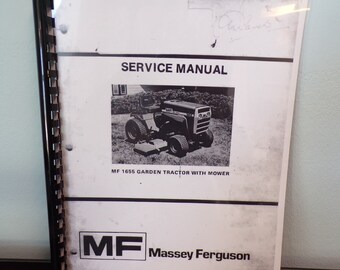 SERVICE MANUAL
MF 1655 GARDEN TRACTOR WITH MOWER
MF Massey Ferguson